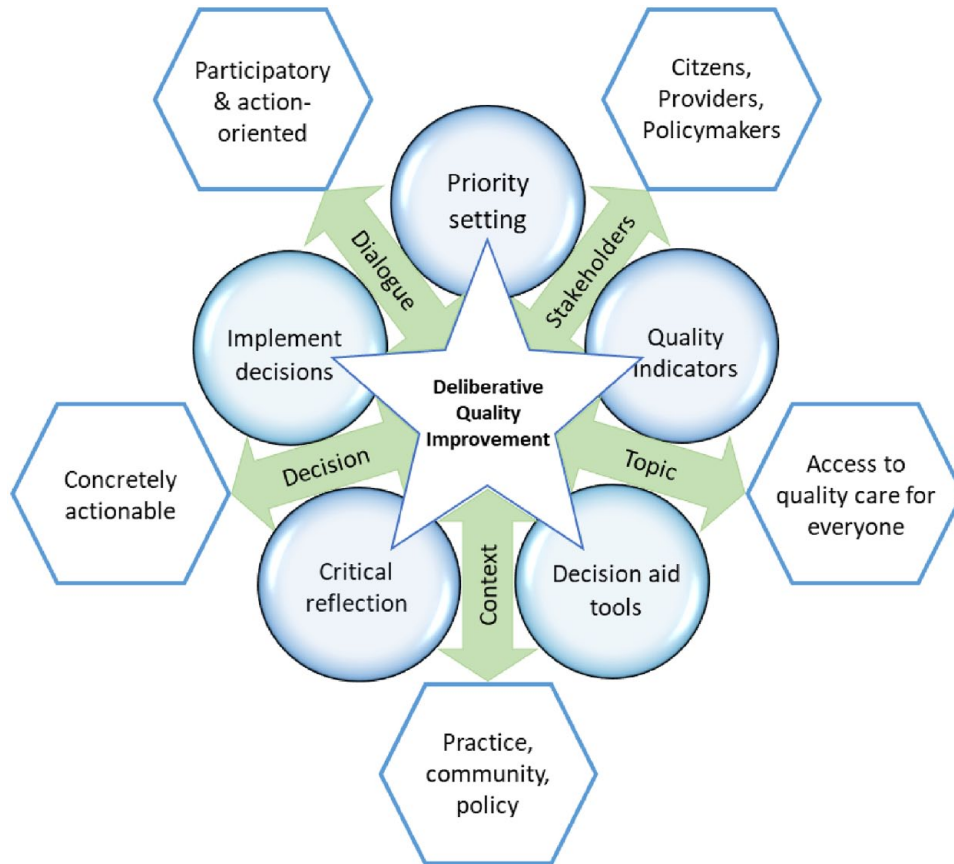 Participatory
& action-
oriented
Citzens,
Providers,
Policymakers
Priority
setting
Dialogue
Stakeholders
Implement
decisions
Quality
indicators
Deliberative
Quality
Improvement
Decision
Topic
Concretely
actionable
Access to
quality care for
everyone
Critical
reflection
Context
Decision aid
tools
Practice,
community,
policy